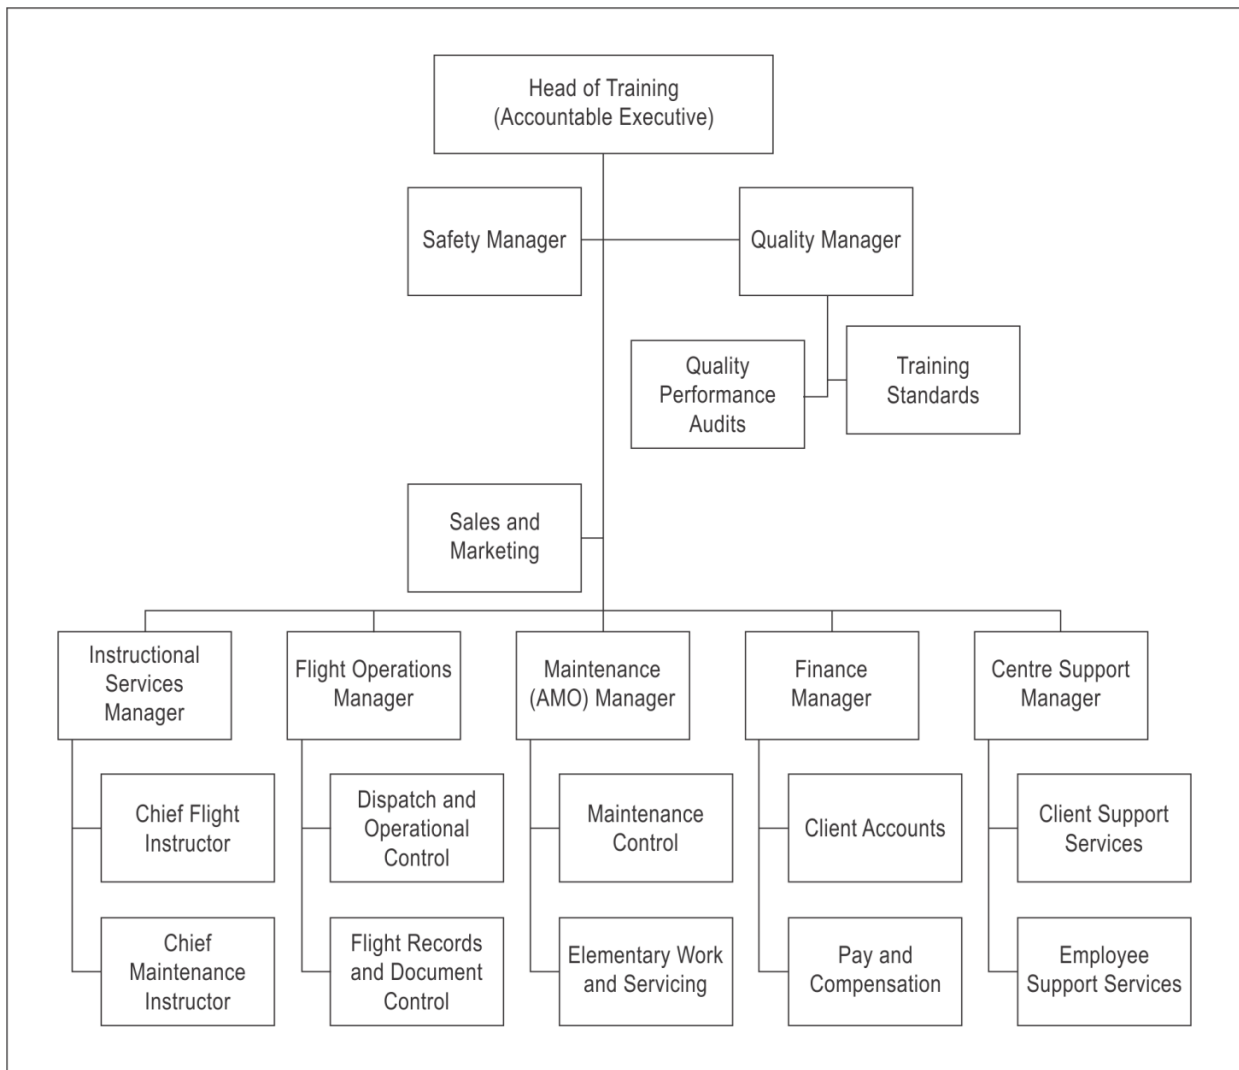 Head of Training
(Accountable Executive)
Safety Manager
Quality Manager
Quality
Performance
Audits
Training
Standards
Sales and
Marketing
Instructional
Services
Manager
Flight Operations
Manager
Maintenance
(AMO) Manager
Finance
Manager
Centre Support
Manager
Chief Flight
Instructor
Dispatch and
Operational
Control
Maintenance
Control
Client Accounts
Client Support
Services
Chief
Maintenance
Instructor
Flight Records
and Document
Control
Elementary Work
and Servicing
Pay and
Compensation
Employee
Support Services